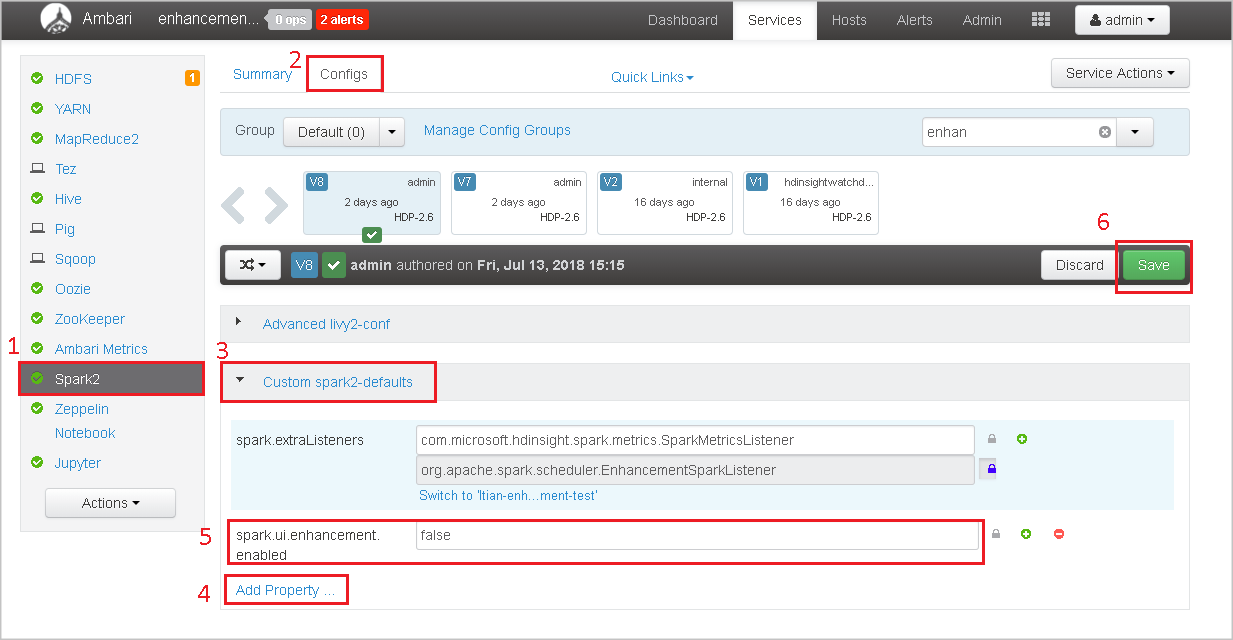 Ambari enhancemen... 0 ops 2 alerts Dashboard Services Hosts Alerts Admin admin
HDFS 1
YARN
MapReduce2
Tez
Hive
Pig
Sqoop
Oozie
ZooKeeper
1 Ambari Metrics
Spark2
Zeppelin
Notebook
Jupyter
Actions
Summary 2 Configs Quick Links Service Actions
Group Default (0) Manage Config Groups enhan
V8 admin
2 days ago
HDP-2.6
V7 admin
2 days ago
HDP-2.6
V2 internal
16 days ago
HDP-2.6
V1 hdinsightwatchd...
16 days ago
HDP-2.6
6
V8 admin authored on Fri, Jul 13, 2018 15:15 Discard Save
Advanced livy2-conf
3
Custom spark2-defaults
spark.extraListeners com.microsoft.hdinsight.spark.metrics.SparkMetricsListener
org.apache.spark.scheduler.EnhancementSparkListener
Switch to 'ltian-enh...ment-test'
5 spark.ui.enhancement. false
enabled
4 Add Property ...